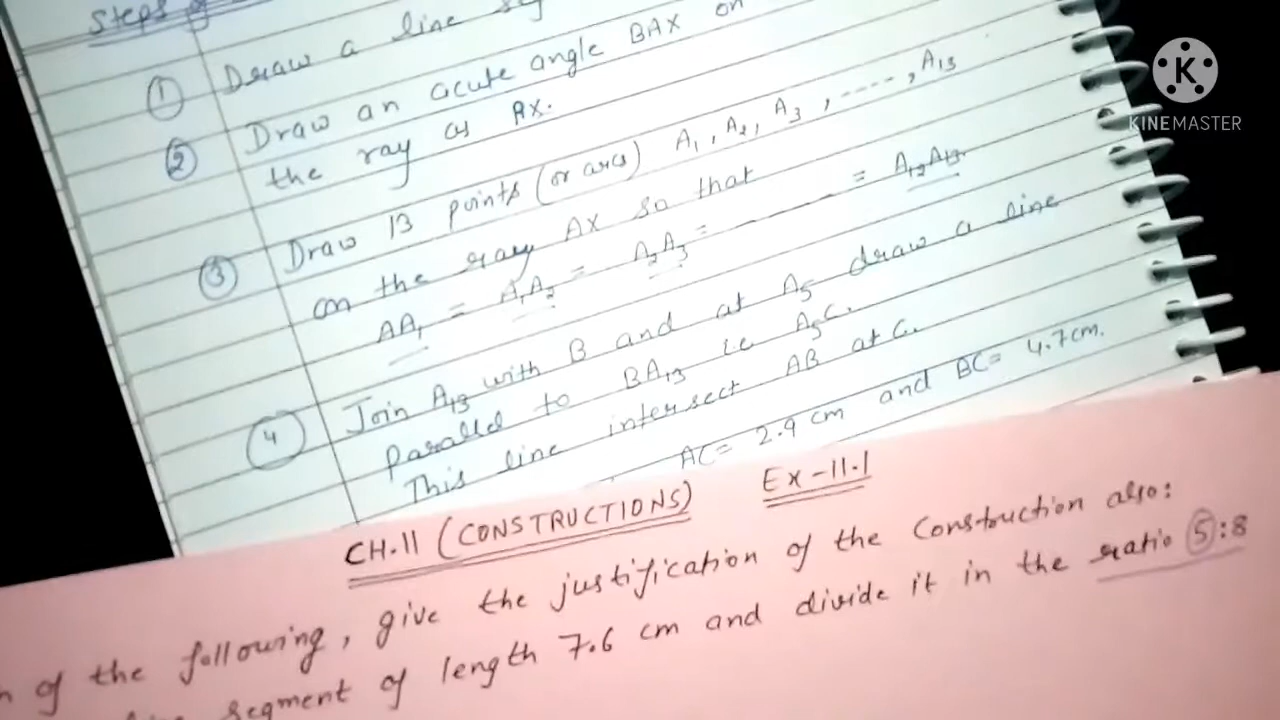 Steps of
① Draw a line seg
② Draw an acute angle BAX on
the ray as AX.
③ Draw 13 points (or arcs) A₁, A₂, A₃, ----, A₁₃
on the ray AX so that
AA₁ = A₁A₂ = A₂A₃ = ——— = A₁₂A₁₃
④ Join A₁₃ with B and at A₅ draw a line
parallel to BA₁₃ i.e A₅C.
This line intersect AB at C.
AC= 2.9 cm and BC= 4.7cm.
CH.11 (CONSTRUCTIONS) Ex-11.1
of the following, give the justification of the construction also:
segment of length 7.6 cm and divide it in the ratio 5:8
KINEMASTER